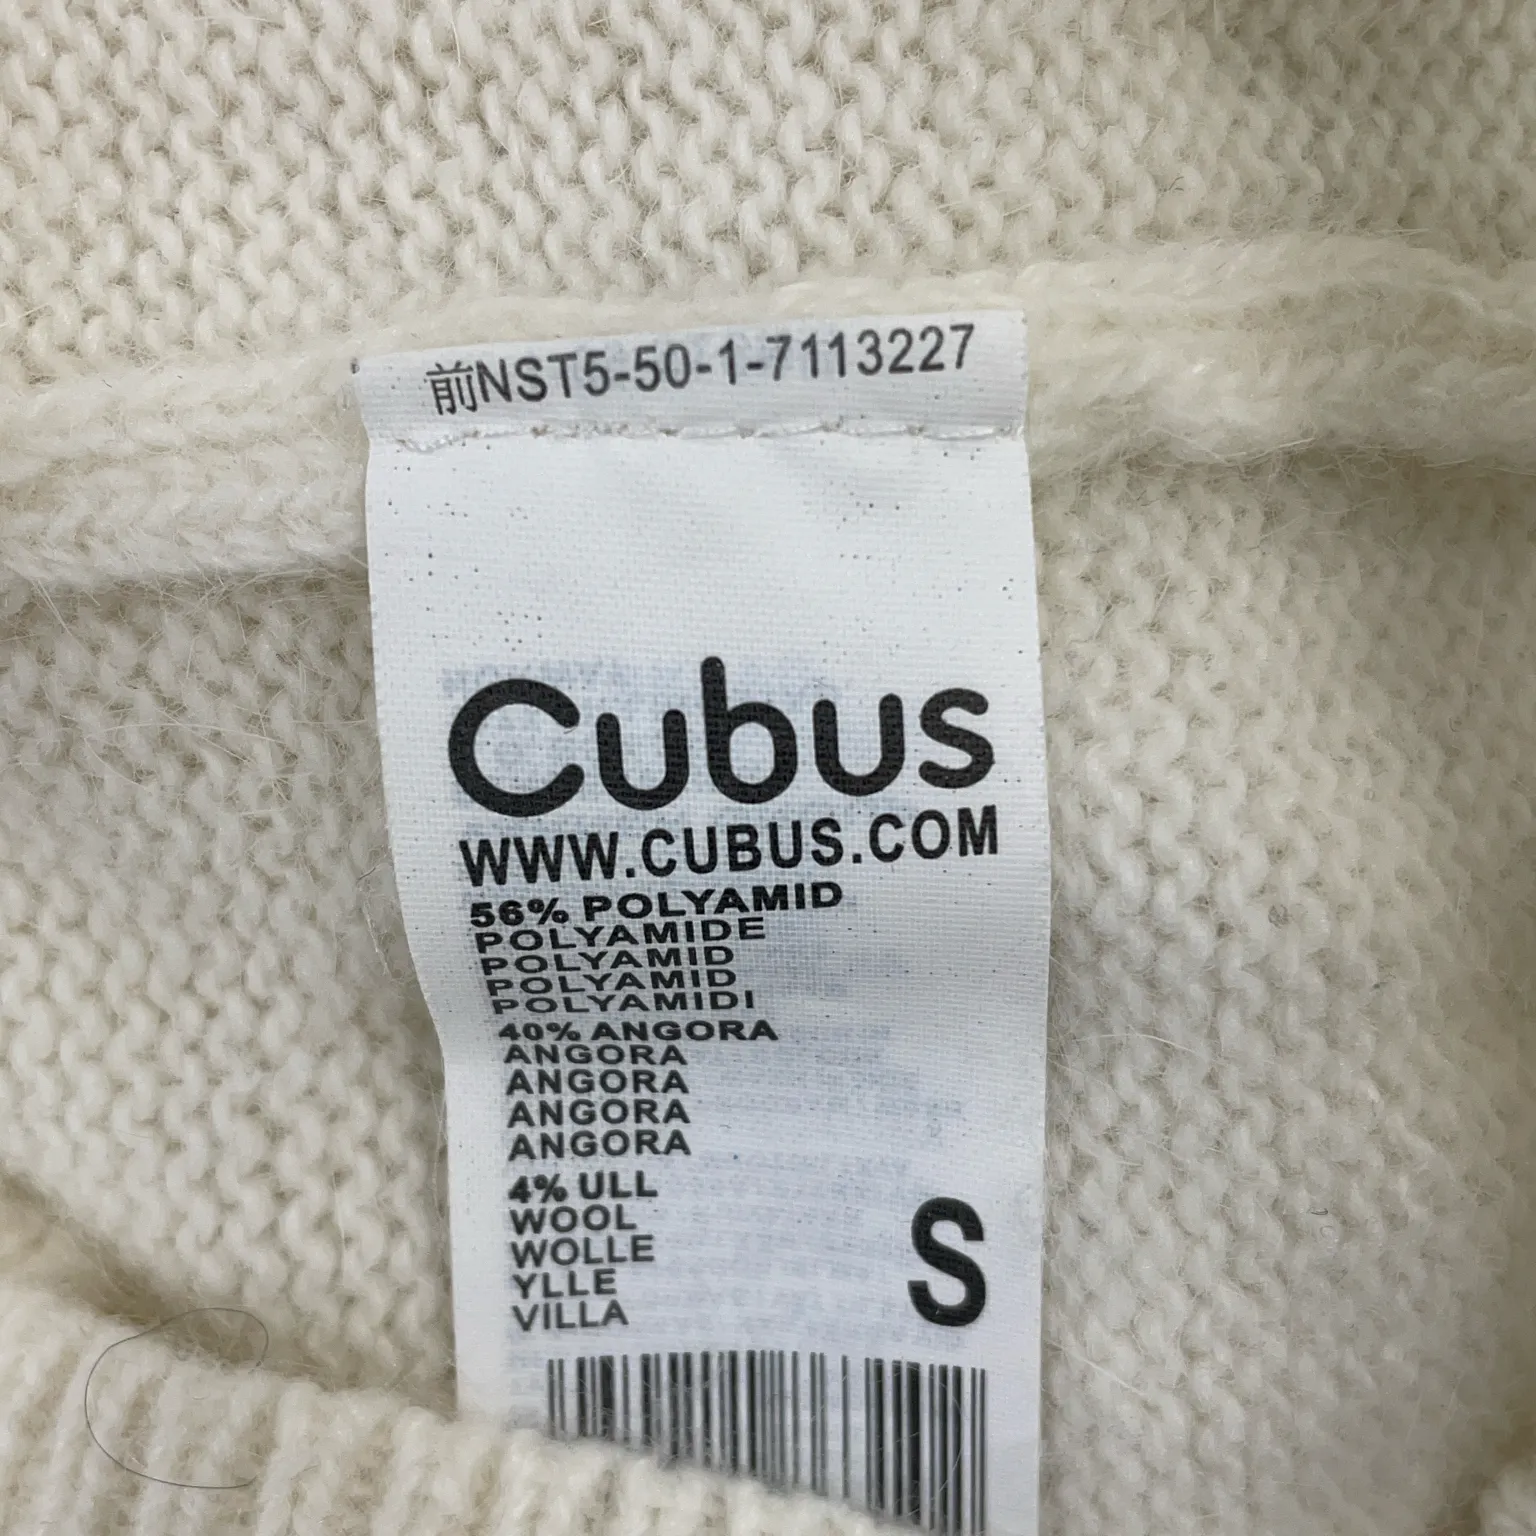 前NST5-50-1-7113227
Cubus
WWW.CUBUS.COM
56% POLYAMID
POLYAMIDE
POLYAMID
POLYAMID
POLYAMIDI
40% ANGORA
ANGORA
ANGORA
ANGORA
ANGORA
4% ULL
WOOL
WOLLE
YLLE
VILLA
S